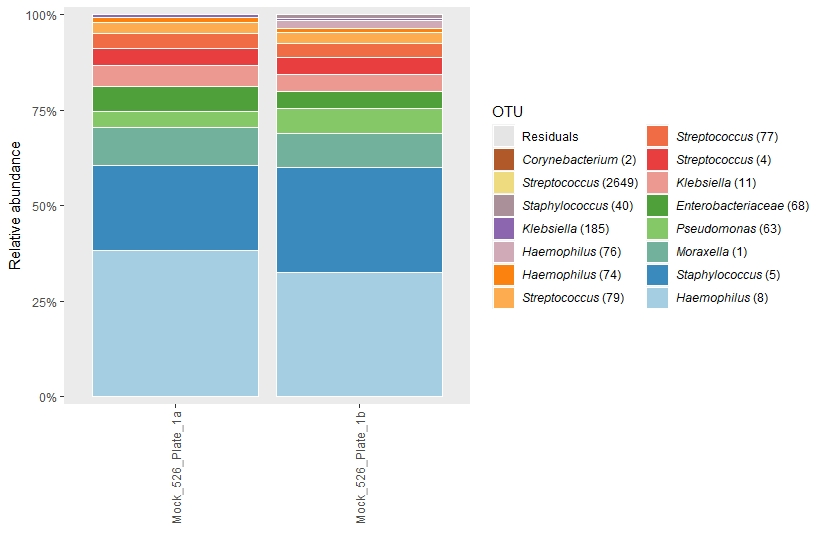 100%
75%
50%
25%
0%
Relative abundance
Mock_526_Plate_1a
Mock_526_Plate_1b
OTU
Residuals
Corynebacterium (2)
Streptococcus (2649)
Staphylococcus (40)
Klebsiella (185)
Haemophilus (76)
Haemophilus (74)
Streptococcus (79)
Streptococcus (77)
Streptococcus (4)
Klebsiella (11)
Enterobacteriaceae (68)
Pseudomonas (63)
Moraxella (1)
Staphylococcus (5)
Haemophilus (8)